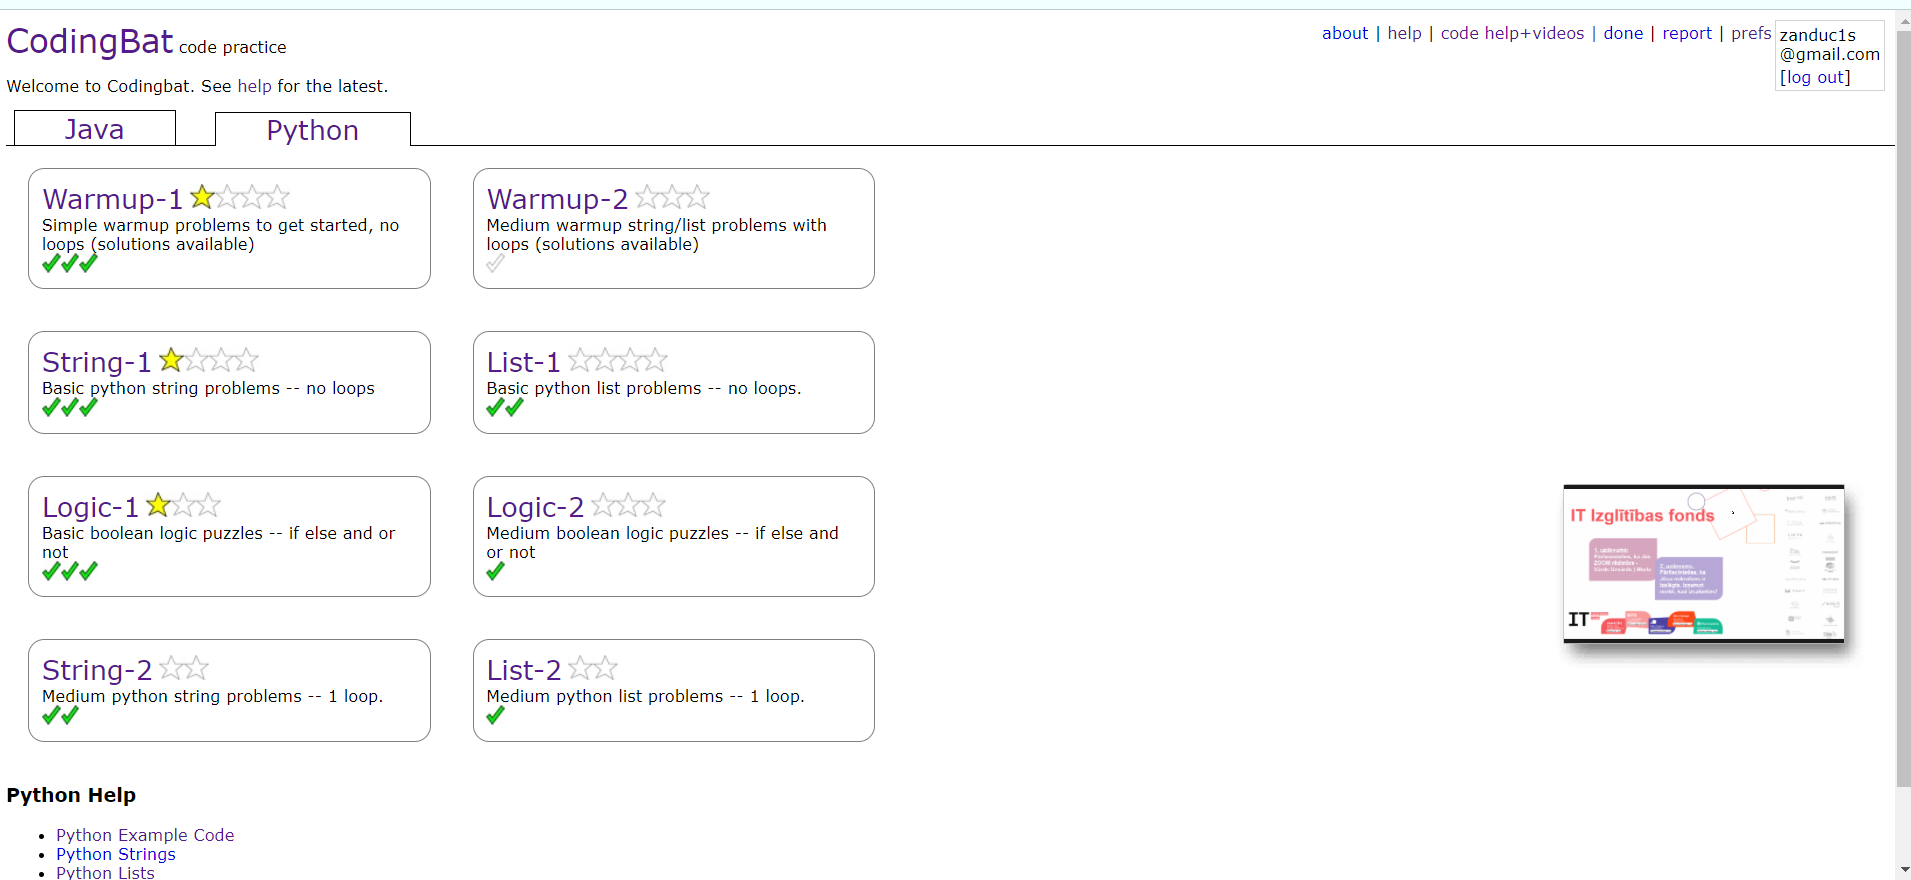 CodingBat code practice
about | help | code help+videos | done | report | prefs
zanduc1s
@gmail.com
[log out]
Welcome to Codingbat. See help for the latest.
Java
Python
Warmup-1
Simple warmup problems to get started, no
loops (solutions available)
Warmup-2
Medium warmup string/list problems with
loops (solutions available)
String-1
Basic python string problems -- no loops
List-1
Basic python list problems -- no loops.
Logic-1
Basic boolean logic puzzles -- if else and or
not
Logic-2
Medium boolean logic puzzles -- if else and
or not
IT Izglītības fonds
IT
String-2
Medium python string problems -- 1 loop.
List-2
Medium python list problems -- 1 loop.
Python Help
Python Example Code
Python Strings
Python Lists